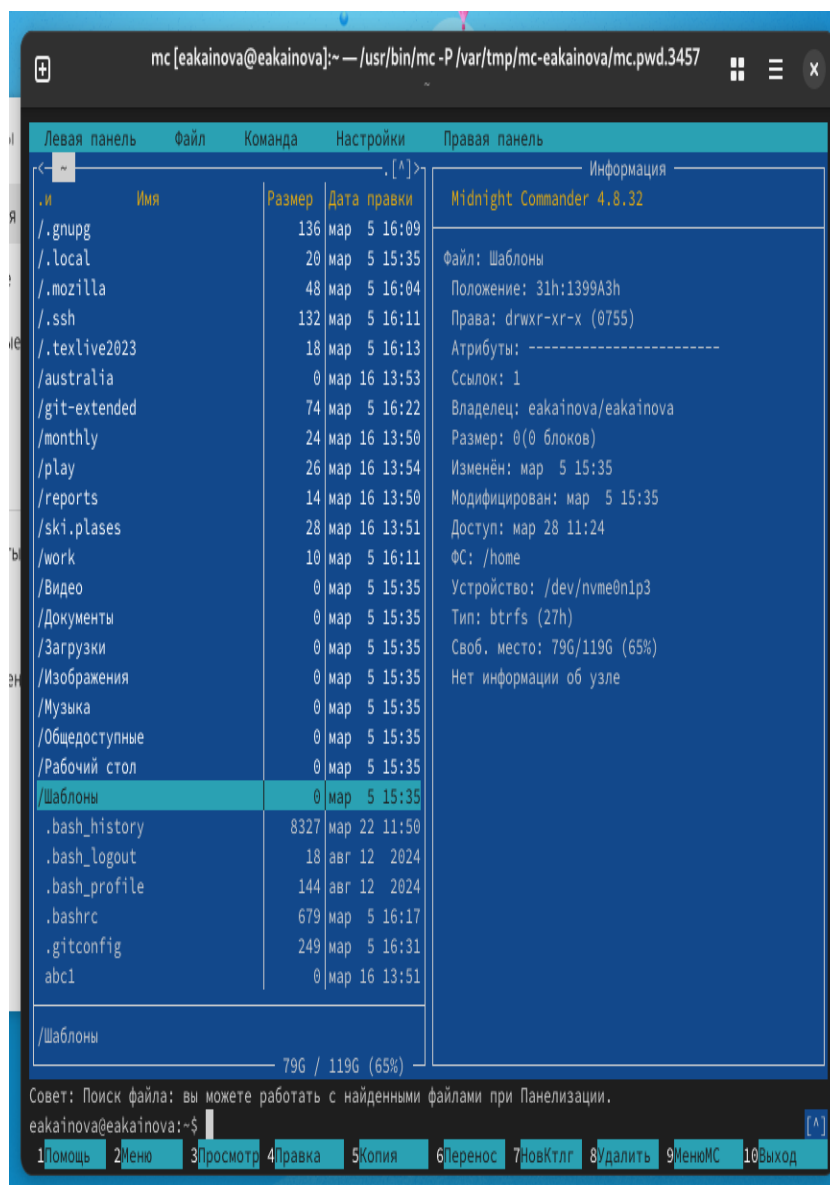 mc [eakainova@eakainova]:~ — /usr/bin/mc -P /var/tmp/mc-eakainova/mc.pwd.3457
~
Левая панель Файл Команда Настройки Правая панель
<- ~ .[^]>
.и Имя Размер Дата правки
/.gnupg 136 мар 5 16:09
/.local 20 мар 5 15:35
/.mozilla 48 мар 5 16:04
/.ssh 132 мар 5 16:11
/.texlive2023 18 мар 5 16:13
/australia 0 мар 16 13:53
/git-extended 74 мар 5 16:22
/monthly 24 мар 16 13:50
/play 26 мар 16 13:54
/reports 14 мар 16 13:50
/ski.plases 28 мар 16 13:51
/work 10 мар 5 16:11
/Видео 0 мар 5 15:35
/Документы 0 мар 5 15:35
/Загрузки 0 мар 5 15:35
/Изображения 0 мар 5 15:35
/Музыка 0 мар 5 15:35
/Общедоступные 0 мар 5 15:35
/Рабочий стол 0 мар 5 15:35
/Шаблоны 0 мар 5 15:35
.bash_history 8327 мар 22 11:50
.bash_logout 18 авг 12 2024
.bash_profile 144 авг 12 2024
.bashrc 679 мар 5 16:17
.gitconfig 249 мар 5 16:31
abc1 0 мар 16 13:51
/Шаблоны
79G / 119G (65%)
Информация
Midnight Commander 4.8.32
Файл: Шаблоны
Положение: 31h:1399A3h
Права: drwxr-xr-x (0755)
Атрибуты: -------------------------
Ссылок: 1
Владелец: eakainova/eakainova
Размер: 0(0 блоков)
Изменён: мар 5 15:35
Модифицирован: мар 5 15:35
Доступ: мар 28 11:24
ФС: /home
Устройство: /dev/nvme0n1p3
Тип: btrfs (27h)
Своб. место: 79G/119G (65%)
Нет информации об узле
Совет: Поиск файла: вы можете работать с найденными файлами при Панелизации.
eakainova@eakainova:~$ [^]
1Помощь 2Меню 3Просмотр 4Правка 5Копия 6Перенос 7НовКтлг 8Удалить 9МенюMC 10Выход